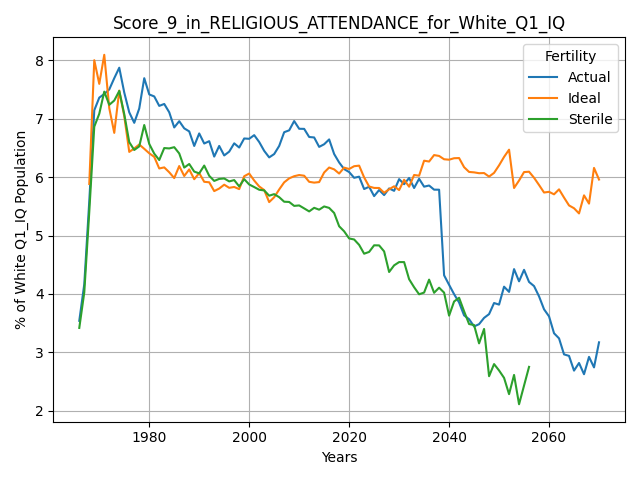 Score_9_in_RELIGIOUS_ATTENDANCE_for_White_Q1_IQ
Fertility
Actual
Ideal
Sterile
% of White Q1_IQ Population
8
7
6
5
4
3
2
1980
2000
2020
2040
2060
Years